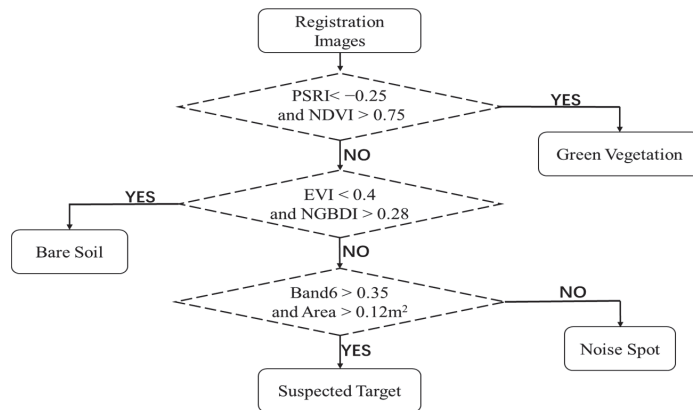 Registration
Images
PSRI< −0.25
and NDVI > 0.75
YES
Green Vegetation
NO
YES
EVI < 0.4
and NGBDI > 0.28
Bare Soil
NO
Band6 > 0.35
and Area > 0.12m²
NO
Noise Spot
YES
Suspected Target